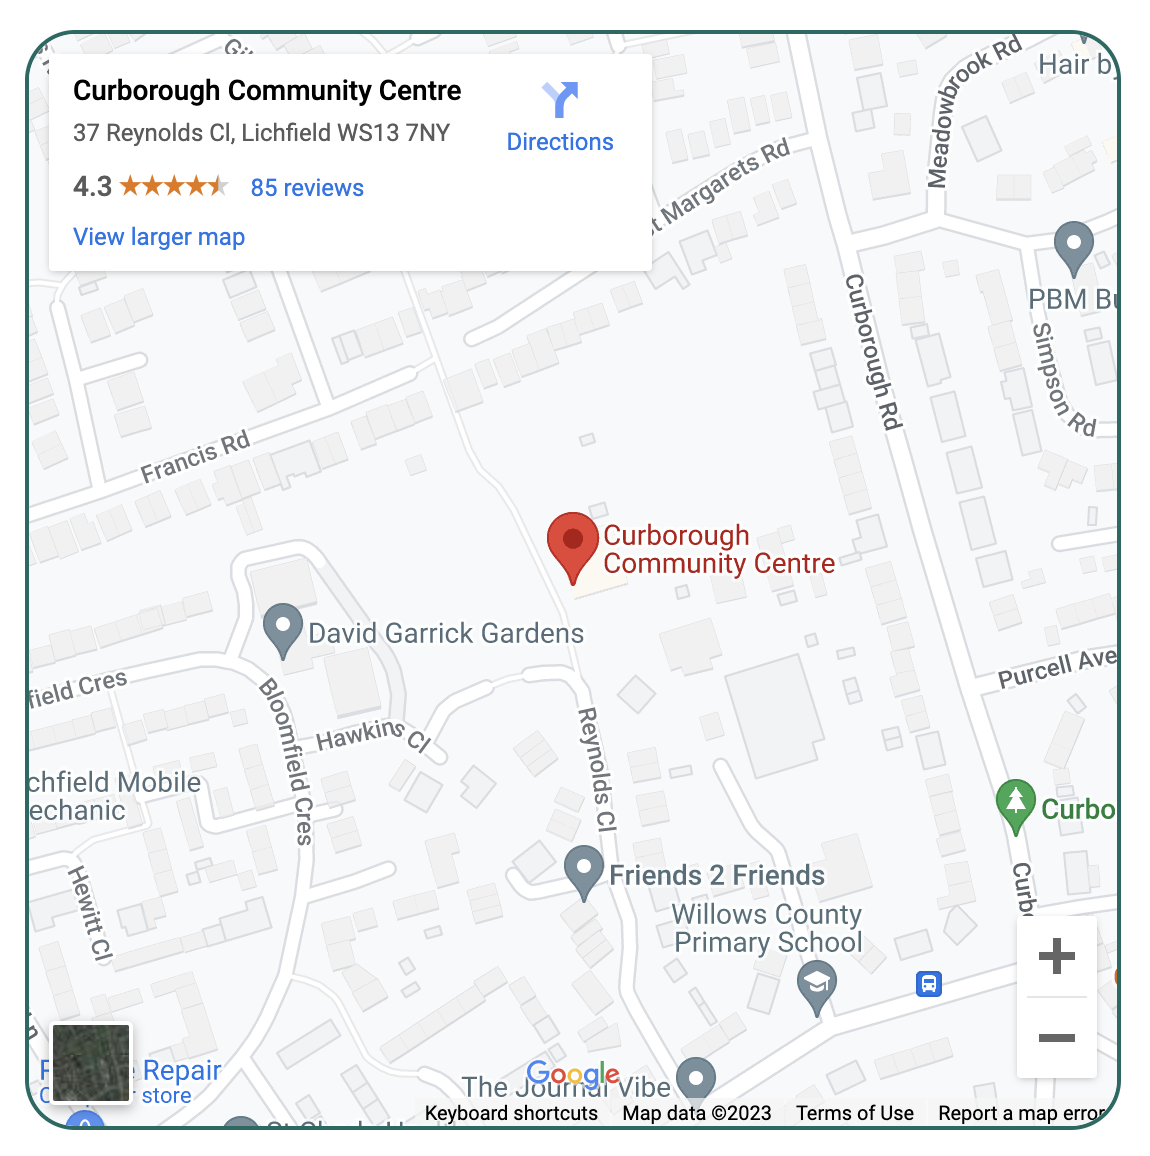 Curborough Community Centre
37 Reynolds Cl, Lichfield WS13 7NY
4.3
85 reviews
View larger map
Directions
Meadowbrook Rd
Hair b
t Margarets Rd
PBM Bu
Curborough Rd
Simpson Rd
Francis Rd
Curborough
Community Centre
David Garrick Gardens
field Cres
Purcell Ave
Bloomfield Cres
Hawkins Cl
Reynolds Cl
chfield Mobile
echanic
Curbo
Hewitt Cl
Friends 2 Friends
Curbo
Willows County
Primary School
Repair
store
Google
The Journal Vibe
Keyboard shortcuts
Map data ©2023
Terms of Use
Report a map error